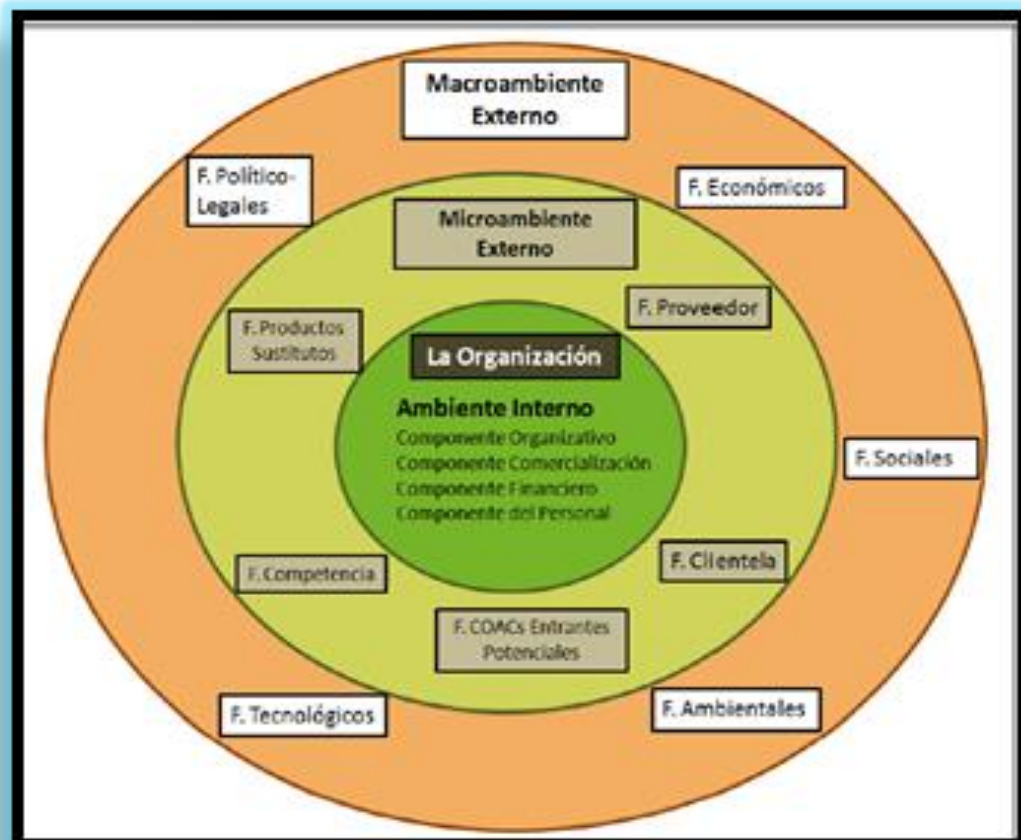 Macroambiente
Externo
F. Político-
Legales
F. Económicos
Microambiente
Externo
F. Proveedor
F. Productos
Sustitutos
La Organización
Ambiente Interno
Componente Organizativo
Componente Comercialización
Componente Financiero
Componente del Personal
F. Sociales
F. Competencia
F. Clientela
F. COACs Entrantes
Potenciales
F. Tecnológicos
F. Ambientales